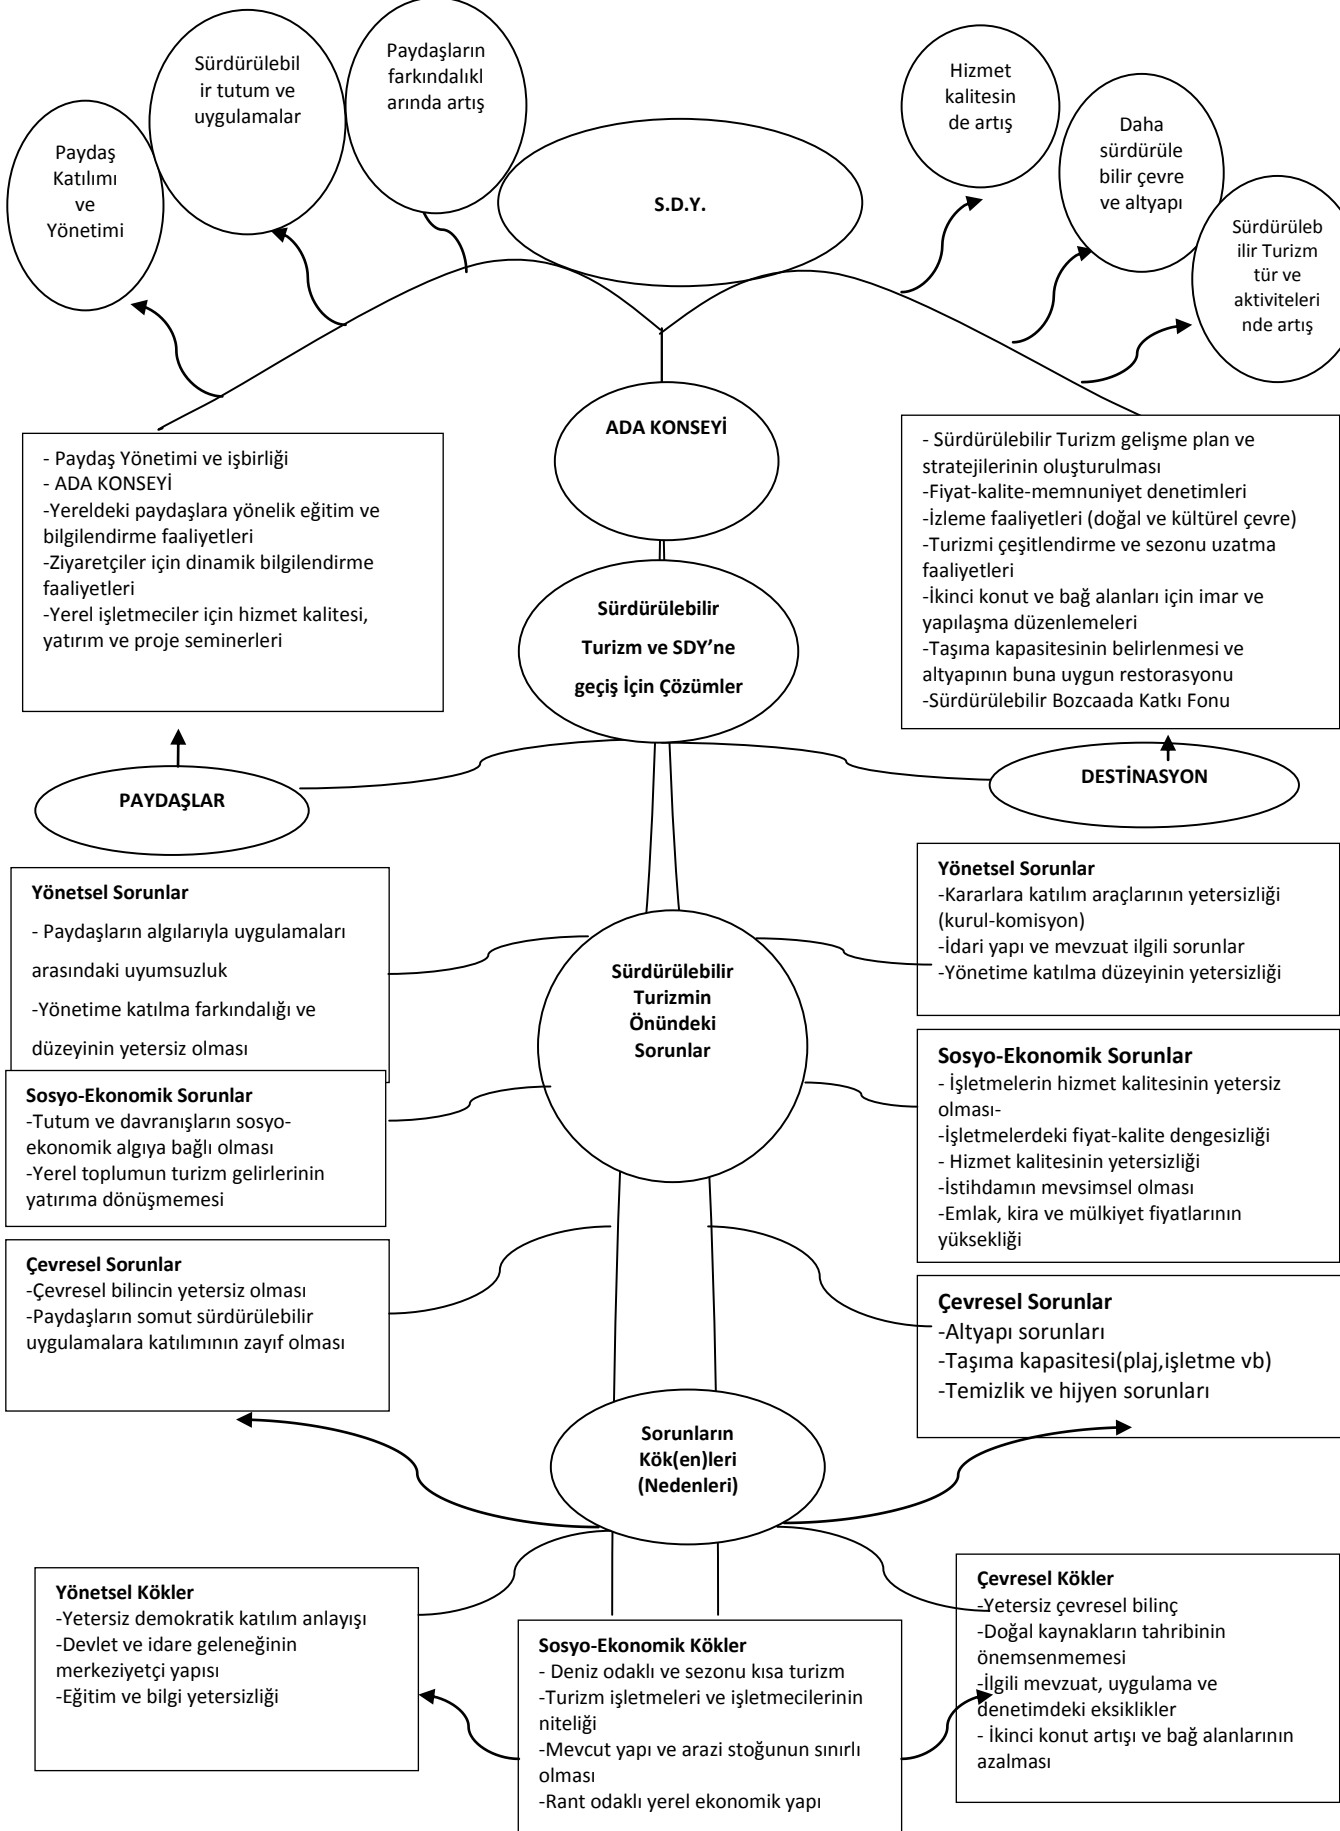 Paydaş
Katılımı
ve
Yönetimi
Sürdürülebil
ir tutum ve
uygulamalar
Paydaşların
farkındalıkl
arında artış
S.D.Y.
Hizmet
kalitesin
de artış
Daha
sürdürüle
bilir çevre
ve altyapı
Sürdürüleb
ilir Turizm
tür ve
aktiviteleri
nde artış
ADA KONSEYİ
- Paydaş Yönetimi ve işbirliği
- ADA KONSEYİ
-Yereldeki paydaşlara yönelik eğitim ve
bilgilendirme faaliyetleri
-Ziyaretçiler için dinamik bilgilendirme
faaliyetleri
-Yerel işletmeciler için hizmet kalitesi,
yatırım ve proje seminerleri
Sürdürülebilir
Turizm ve SDY’ne
geçiş İçin Çözümler
- Sürdürülebilir Turizm gelişme plan ve
stratejilerinin oluşturulması
-Fiyat-kalite-memnuniyet denetimleri
-İzleme faaliyetleri (doğal ve kültürel çevre)
-Turizmi çeşitlendirme ve sezonu uzatma
faaliyetleri
-İkinci konut ve bağ alanları için imar ve
yapılaşma düzenlemeleri
-Taşıma kapasitesinin belirlenmesi ve
altyapının buna uygun restorasyonu
-Sürdürülebilir Bozcaada Katkı Fonu
PAYDAŞLAR
DESTİNASYON
Yönetsel Sorunlar
- Paydaşların algılarıyla uygulamaları
arasındaki uyumsuzluk
-Yönetime katılma farkındalığı ve
düzeyinin yetersiz olması
Sosyo-Ekonomik Sorunlar
-Tutum ve davranışların sosyo-
ekonomik algıya bağlı olması
-Yerel toplumun turizm gelirlerinin
yatırıma dönüşmemesi
Çevresel Sorunlar
-Çevresel bilincin yetersiz olması
-Paydaşların somut sürdürülebilir
uygulamalara katılımının zayıf olması
Sürdürülebilir
Turizmin
Önündeki
Sorunlar
Yönetsel Sorunlar
-Kararlara katılım araçlarının yetersizliği
(kurul-komisyon)
-İdari yapı ve mevzuat ilgili sorunlar
-Yönetime katılma düzeyinin yetersizliği
Sosyo-Ekonomik Sorunlar
- İşletmelerin hizmet kalitesinin yetersiz
olması-
-İşletmelerdeki fiyat-kalite dengesizliği
- Hizmet kalitesinin yetersizliği
-İstihdamın mevsimsel olması
-Emlak, kira ve mülkiyet fiyatlarının
yüksekliği
Çevresel Sorunlar
-Altyapı sorunları
-Taşıma kapasitesi(plaj,işletme vb)
-Temizlik ve hijyen sorunları
Sorunların
Kök(en)leri
(Nedenleri)
Yönetsel Kökler
-Yetersiz demokratik katılım anlayışı
-Devlet ve idare geleneğinin
merkeziyetçi yapısı
-Eğitim ve bilgi yetersizliği
Sosyo-Ekonomik Kökler
- Deniz odaklı ve sezonu kısa turizm
-Turizm işletmeleri ve işletmecilerinin
niteliği
-Mevcut yapı ve arazi stoğunun sınırlı
olması
-Rant odaklı yerel ekonomik yapı
Çevresel Kökler
-Yetersiz çevresel bilinç
-Doğal kaynakların tahribinin
önemsenmemesi
-İlgili mevzuat, uygulama ve
denetimdeki eksiklikler
- İkinci konut artışı ve bağ alanlarının
azalması